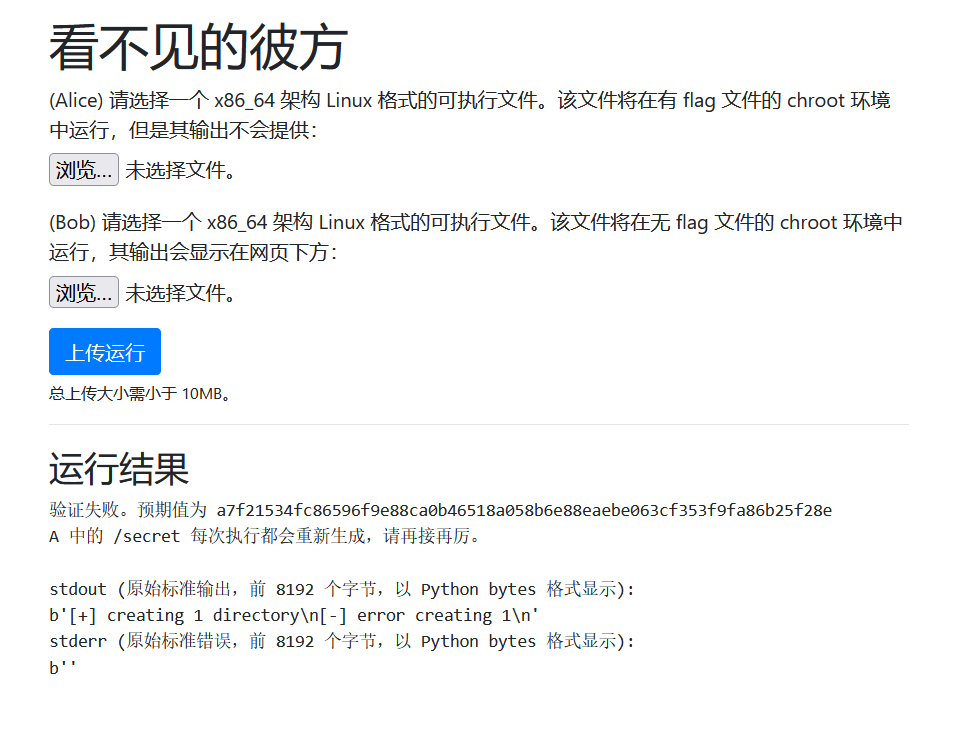 看不见的彼方
(Alice) 请选择一个 x86_64 架构 Linux 格式的可执行文件。该文件将在有 flag 文件的 chroot 环境
中运行，但是其输出不会提供：
浏览... 未选择文件。
(Bob) 请选择一个 x86_64 架构 Linux 格式的可执行文件。该文件将在无 flag 文件的 chroot 环境中
运行，其输出会显示在网页下方：
浏览... 未选择文件。
上传运行
总上传大小需小于 10MB。
运行结果
验证失败。预期值为 a7f21534fc86596f9e88ca0b46518a058b6e88eaebe063cf353f9fa86b25f28e
A 中的 /secret 每次执行都会重新生成，请再接再厉。
stdout (原始标准输出，前 8192 个字节，以 Python bytes 格式显示):
b'[+] creating 1 directory\n[-] error creating 1\n'
stderr (原始标准错误，前 8192 个字节，以 Python bytes 格式显示):
b''